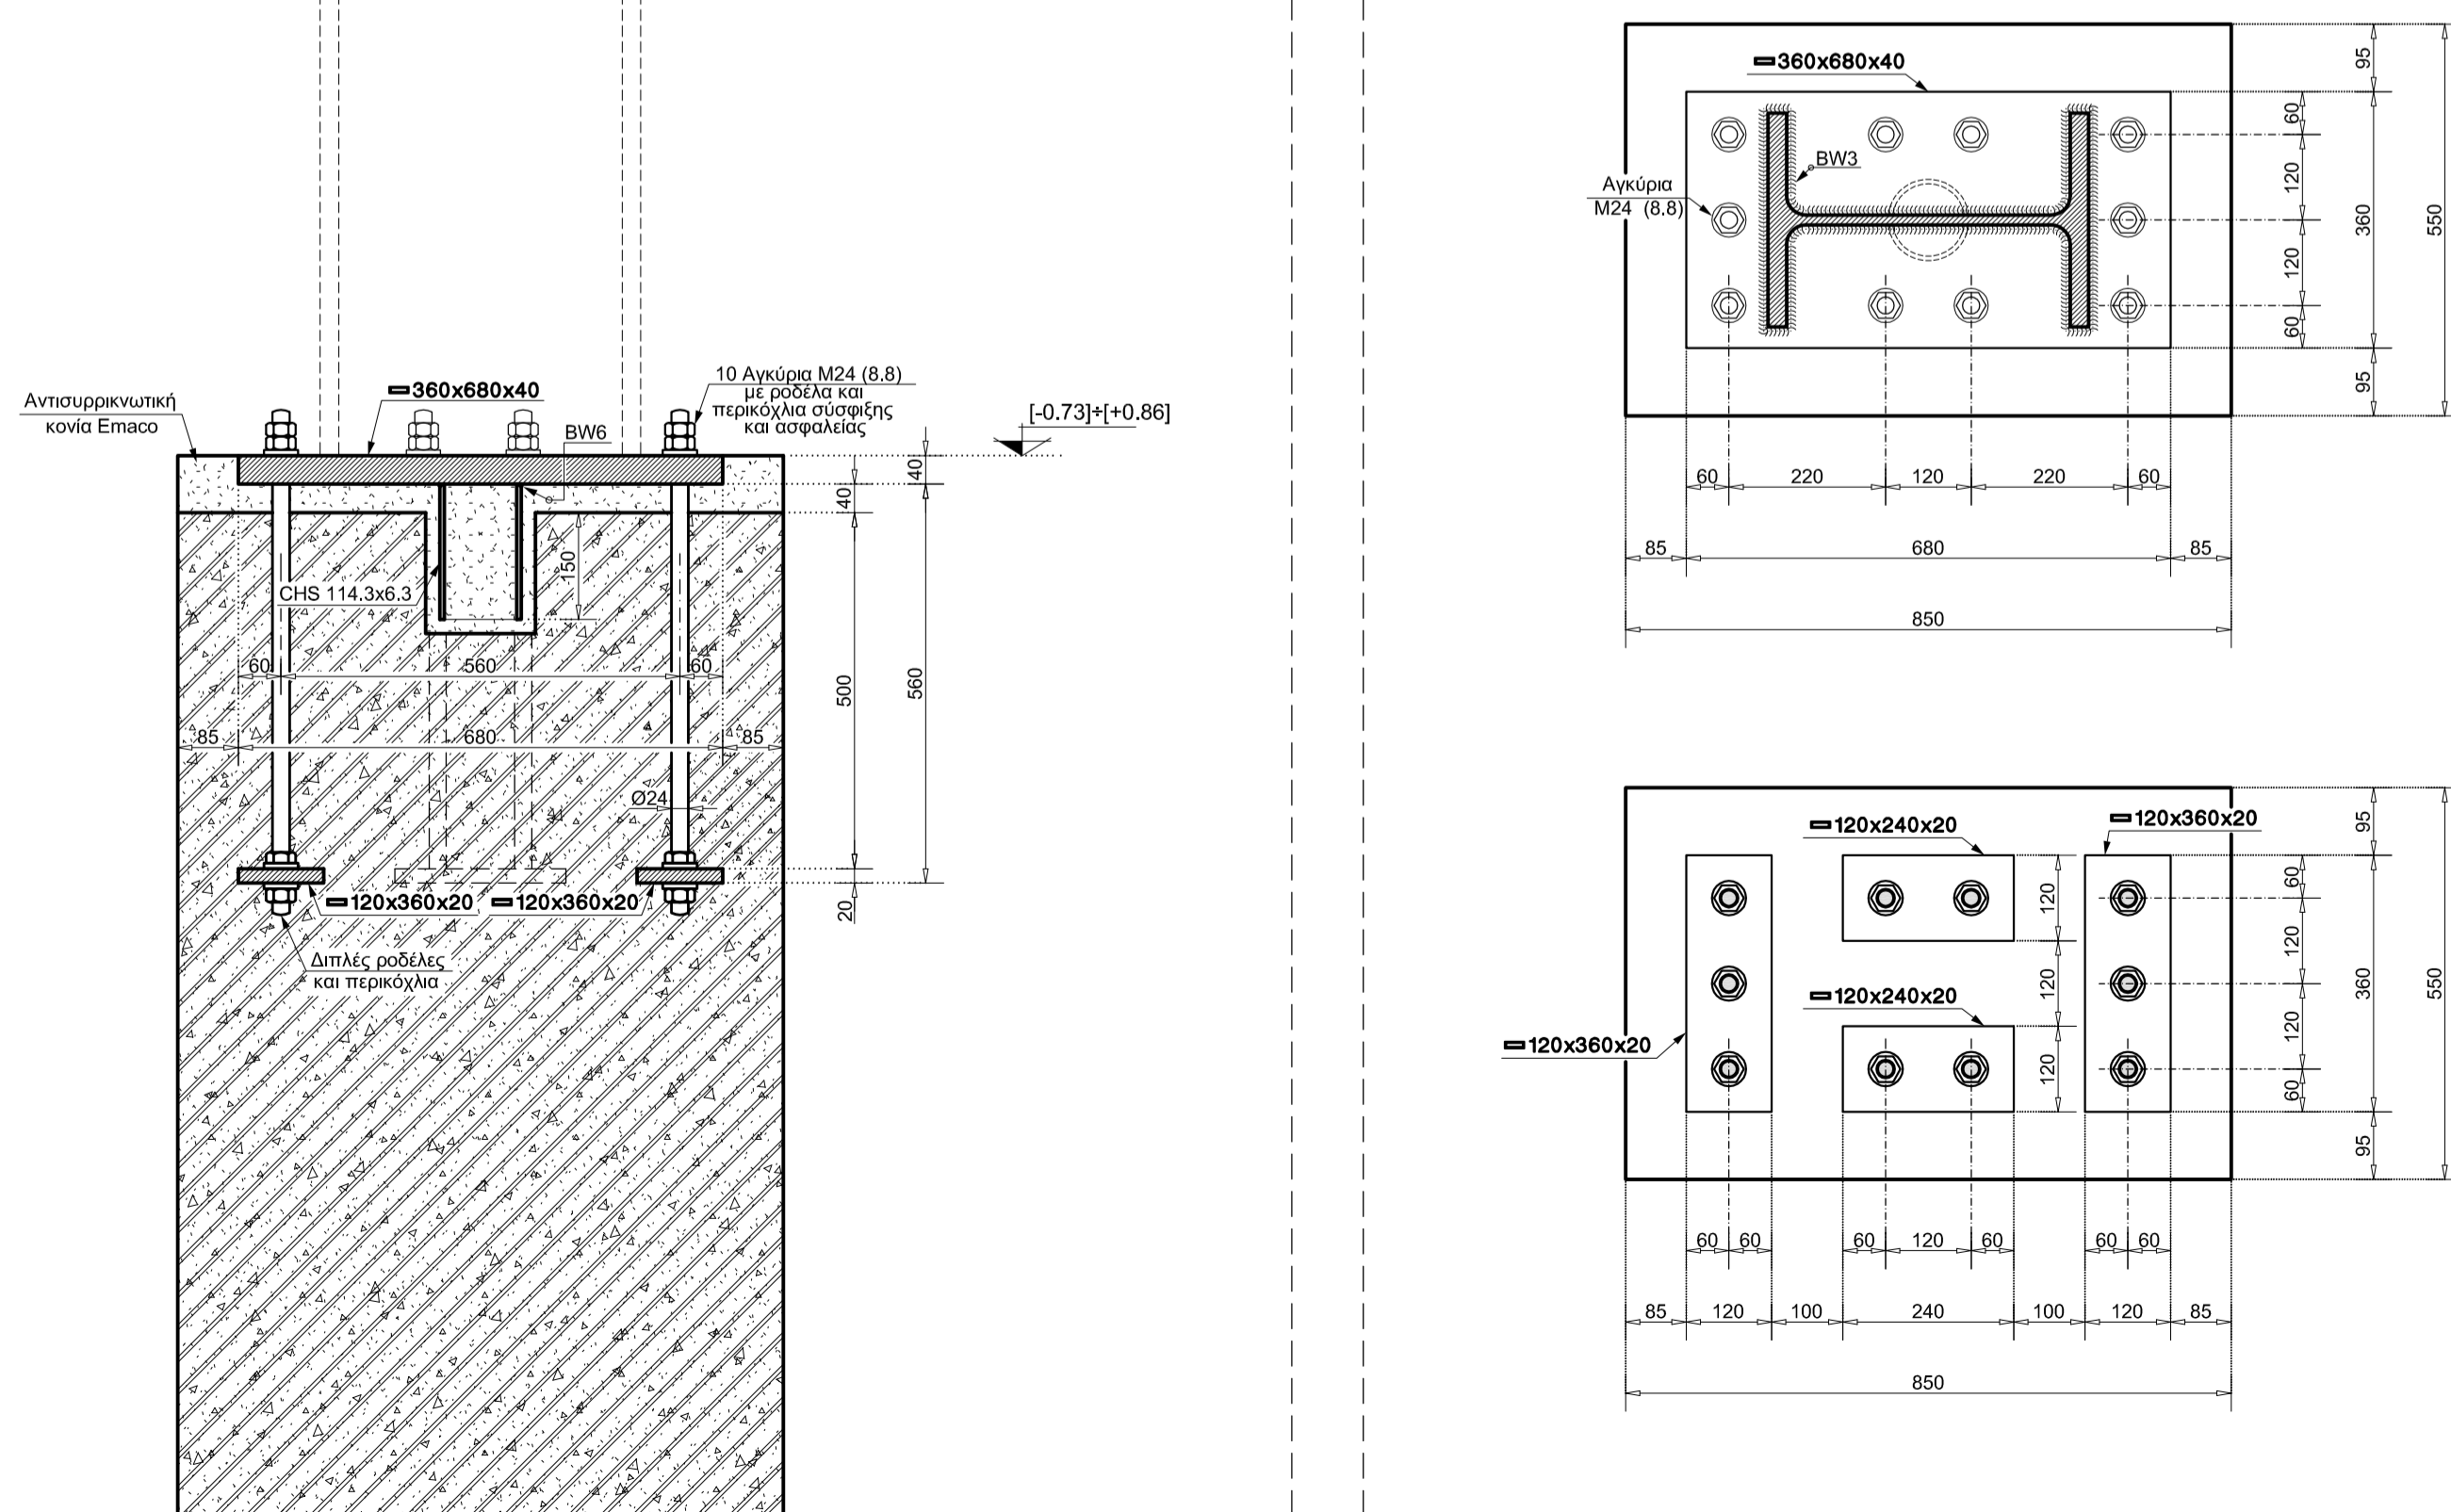 360x680x40
10 Αγκύρια M24 (8.8)
με ροδέλα και
περικόχλια σύσφιξης
και ασφαλείας
Αντισυρρικνωτική
κονία Emaco
BW6
[-0.73]÷[+0.86]
40
40
150
CHS 114.3x6.3
60
560
60
500
560
85
680
85
Ø24
120x360x20
120x360x20
20
Διπλές ροδέλες
και περικόχλια
360x680x40
BW3
Αγκύρια
M24 (8.8)
95
60
120
120
60
95
360
550
60
220
120
220
60
85
680
85
850
120x240x20
120x360x20
120x240x20
120x360x20
120
120
120
95
60
120
120
60
95
360
550
60
60
60
120
60
60
60
85
120
100
240
100
120
85
850